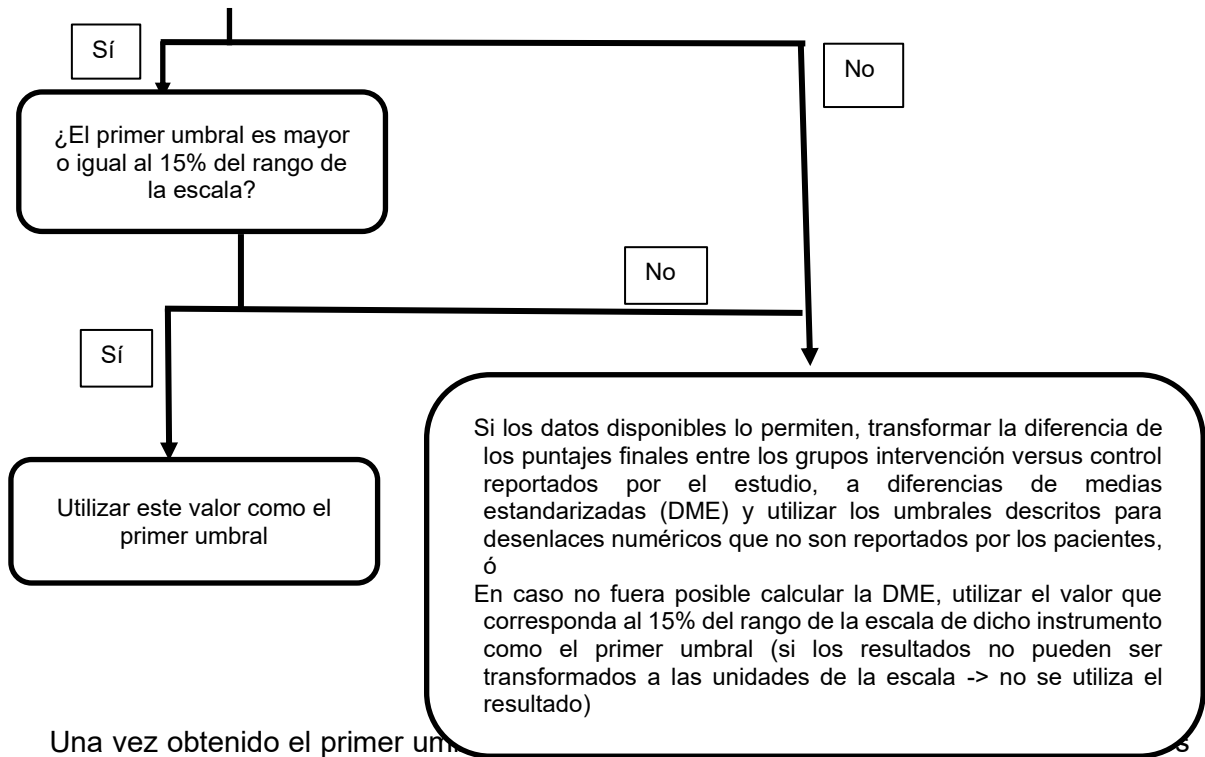 Sí
No
¿El primer umbral es mayor
o igual al 15% del rango de
la escala?
No
Sí
Utilizar este valor como el
primer umbral
Si los datos disponibles lo permiten, transformar la diferencia de
los puntajes finales entre los grupos intervención versus control
reportados por el estudio, a diferencias de medias
estandarizadas (DME) y utilizar los umbrales descritos para
desenlaces numéricos que no son reportados por los pacientes,
ó
En caso no fuera posible calcular la DME, utilizar el valor que
corresponda al 15% del rango de la escala de dicho instrumento
como el primer umbral (si los resultados no pueden ser
transformados a las unidades de la escala -> no se utiliza el
resultado)
Una vez obtenido el primer